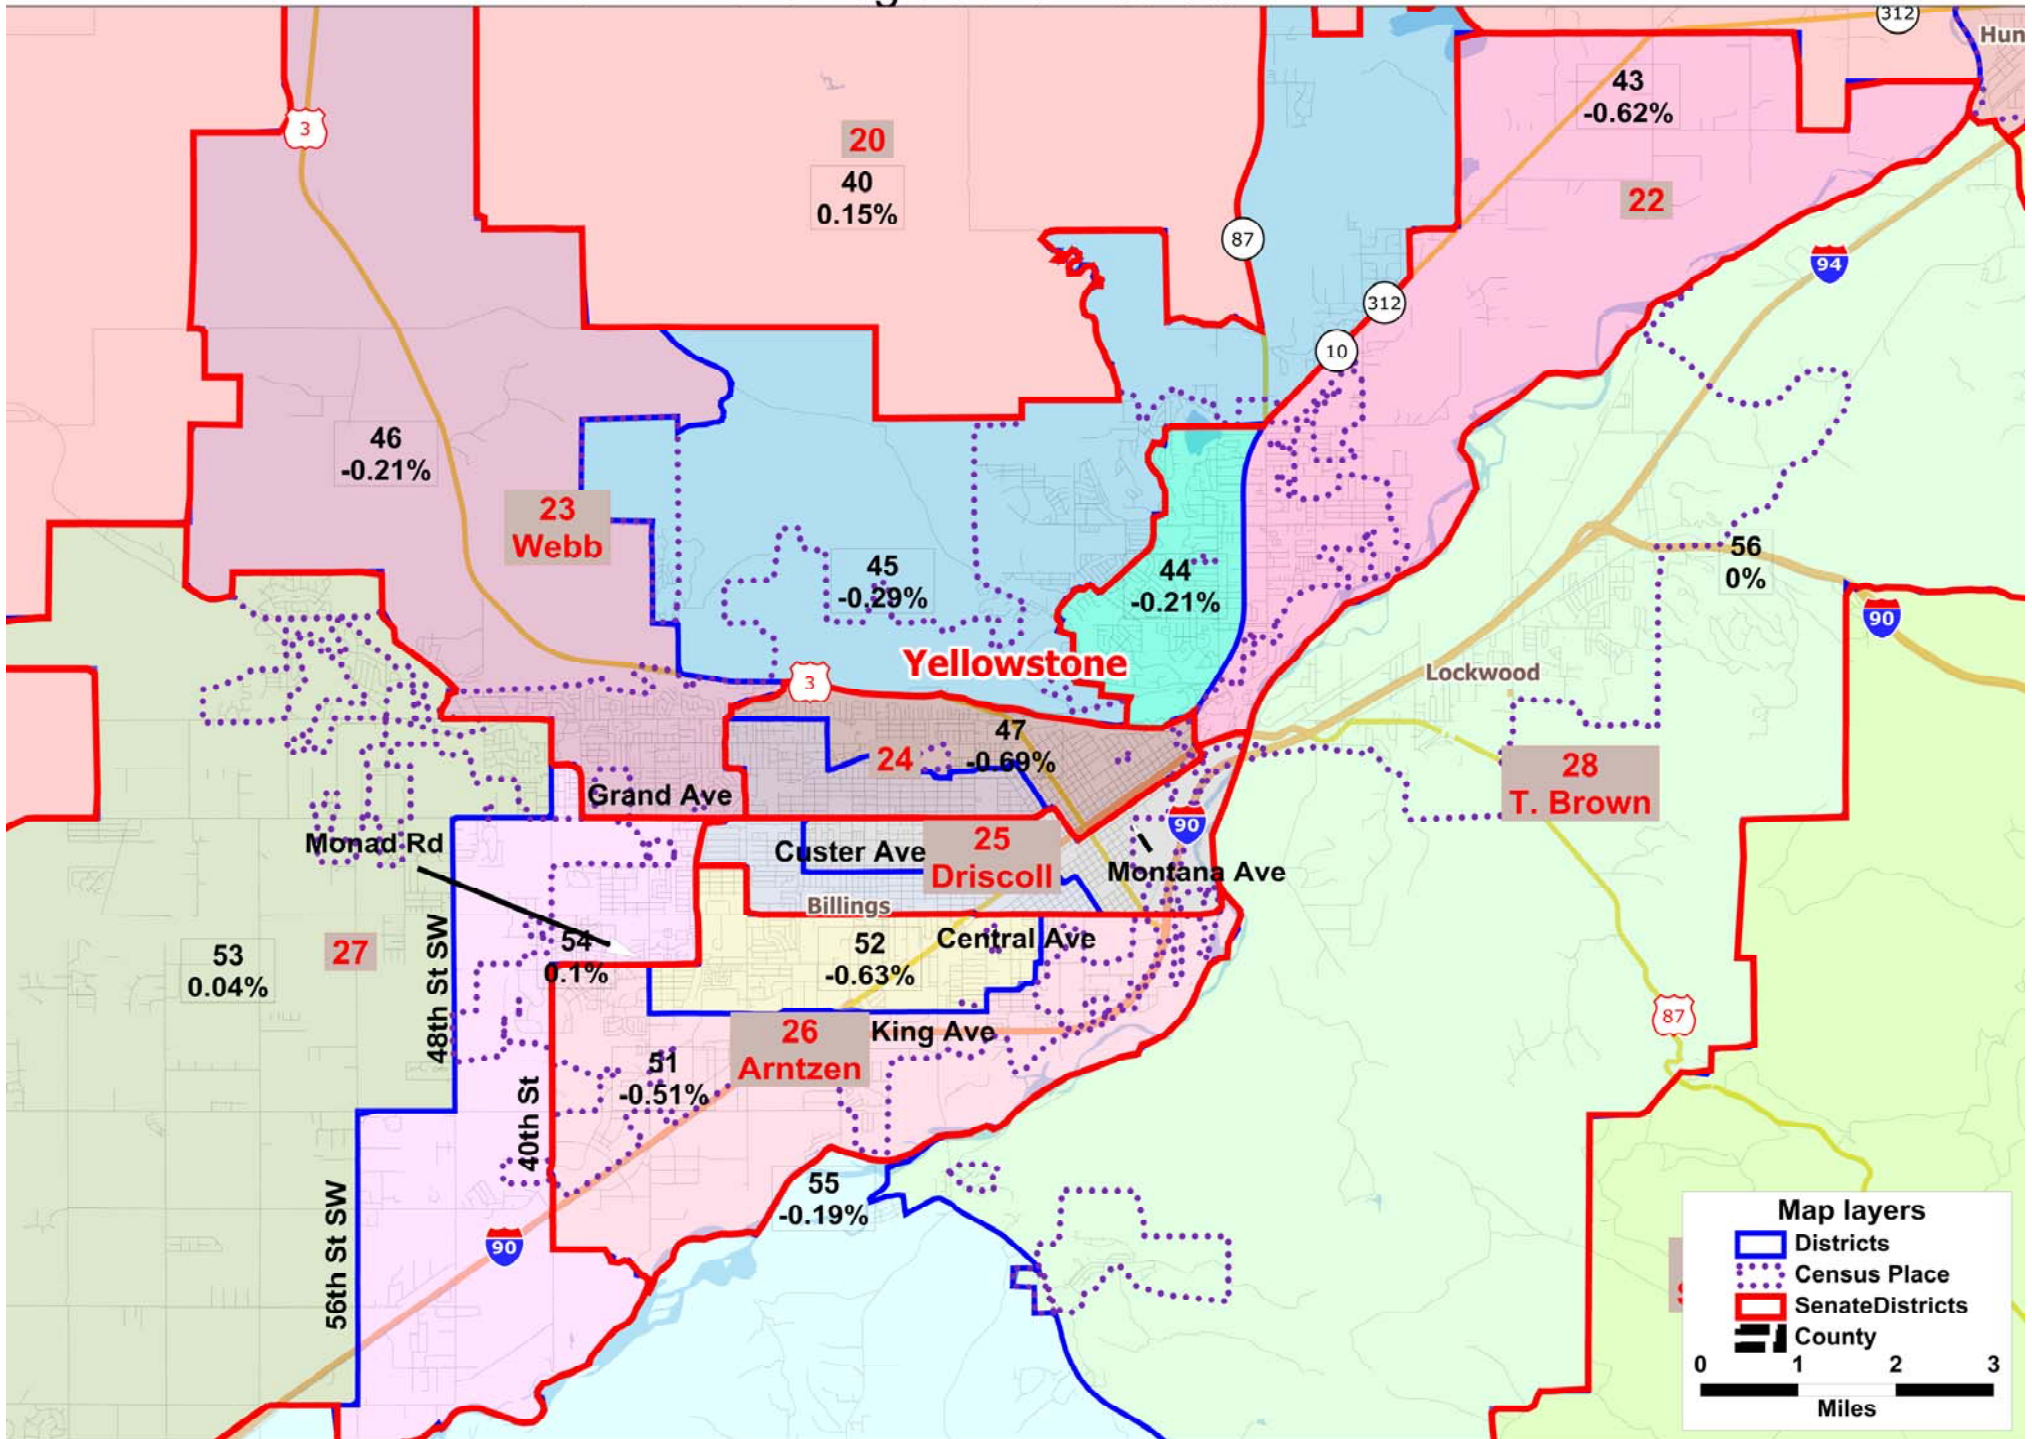 312
Hun
43
-0.62%
3
20
40
0.15%
22
87
94
312
10
46
-0.21%
23
Webb
45
-0.29%
44
-0.21%
56
0%
90
Yellowstone
Lockwood
3
47
-0.69%
24
28
T. Brown
Grand Ave
90
Monad Rd
Custer Ave
25
Driscoll
Montana Ave
Billings
53
0.04%
27
48th St SW
54
0.1%
52
-0.63%
Central Ave
87
26
Arntzen
King Ave
51
-0.51%
40th St
55
-0.19%
56th St SW
90
Map layers
Districts
Census Place
SenateDistricts
County
0 1 2 3
Miles